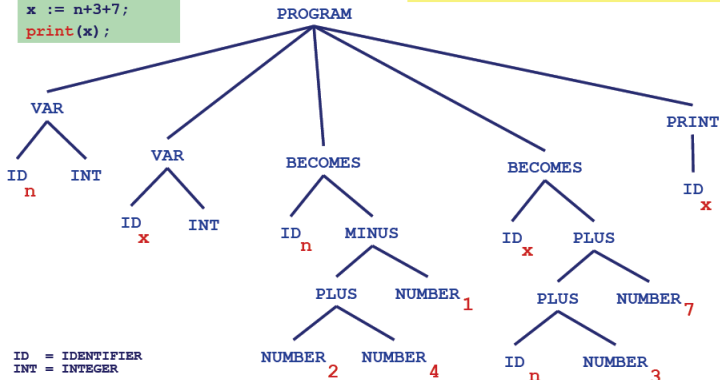 x := n+3+7;
print(x);
PROGRAM
VAR
PRINT
VAR
BECOMES
BECOMES
ID n
INT
ID x
ID x
INT
ID n
MINUS
ID x
PLUS
PLUS
NUMBER 1
PLUS
NUMBER 7
NUMBER 2
NUMBER 4
ID n
NUMBER 3
ID = IDENTIFIER
INT = INTEGER